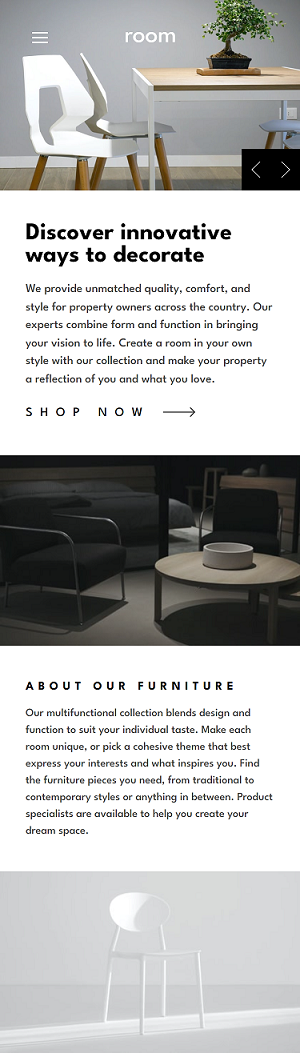 room
Discover innovative
ways to decorate
We provide unmatched quality, comfort, and
style for property owners across the country. Our
experts combine form and function in bringing
your vision to life. Create a room in your own
style with our collection and make your property
a reflection of you and what you love.
SHOP NOW
ABOUT OUR FURNITURE
Our multifunctional collection blends design and
function to suit your individual taste. Make each
room unique, or pick a cohesive theme that best
express your interests and what inspires you. Find
the furniture pieces you need, from traditional to
contemporary styles or anything in between. Product
specialists are available to help you create your
dream space.